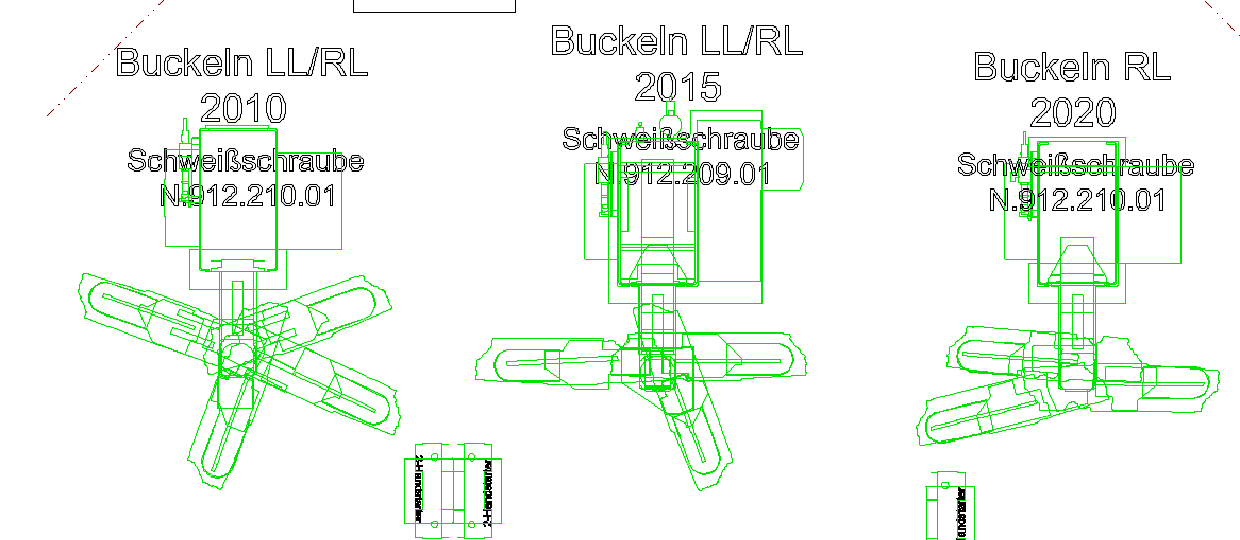 Buckeln LL/RL
2010
Schweißschraube
N.912.210.01
Buckeln LL/RL
2015
Schweißschraube
N.912.209.01
Buckeln RL
2020
Schweißschraube
N.912.210.01
2-Handstarter
2-Handstarter